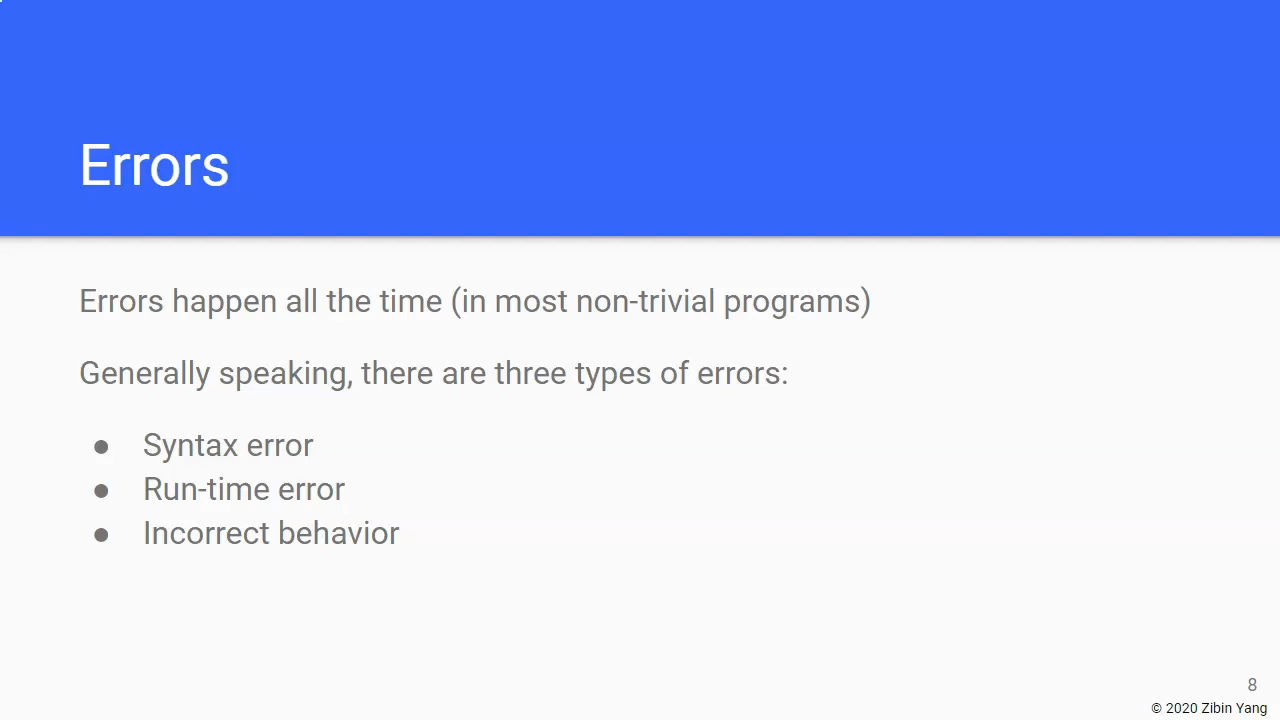 Errors
Errors happen all the time (in most non-trivial programs)
Generally speaking, there are three types of errors:
● Syntax error
● Run-time error
● Incorrect behavior
8
© 2020 Zibin Yang